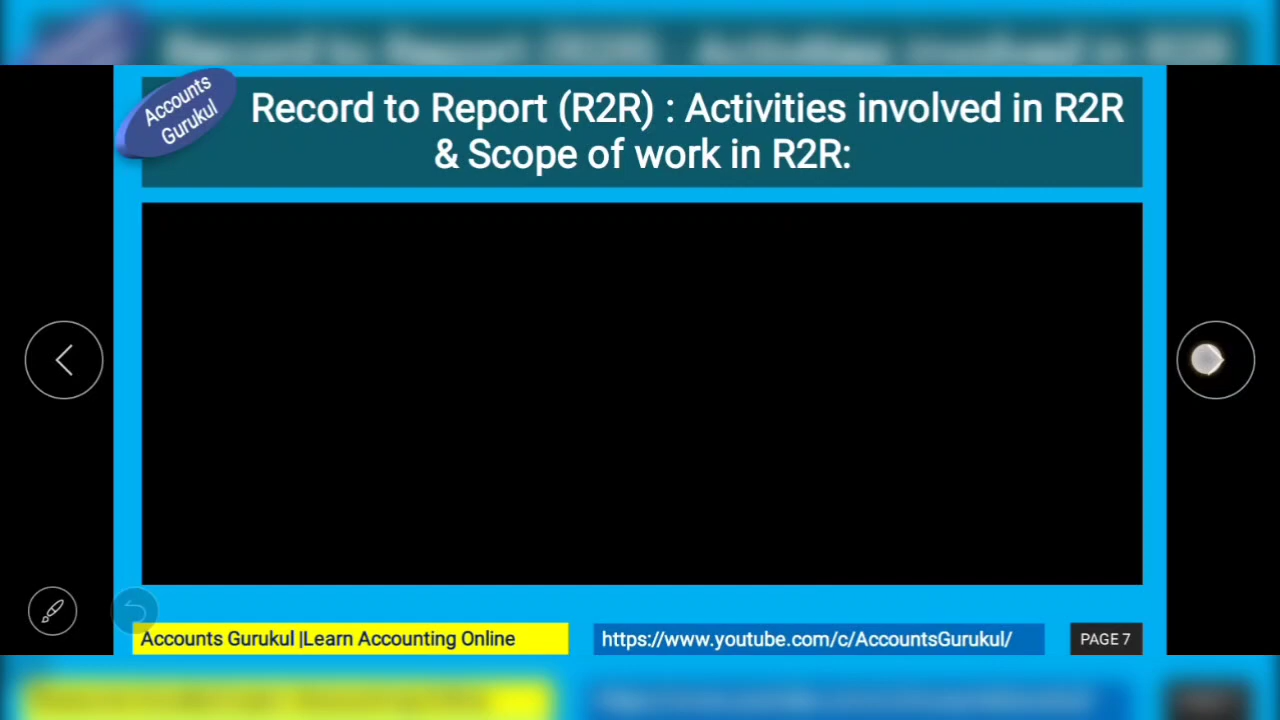 Accounts
Gurukul
Record to Report (R2R) : Activities involved in R2R
& Scope of work in R2R:
Accounts Gurukul |Learn Accounting Online
https://www.youtube.com/c/AccountsGurukul/
PAGE 7